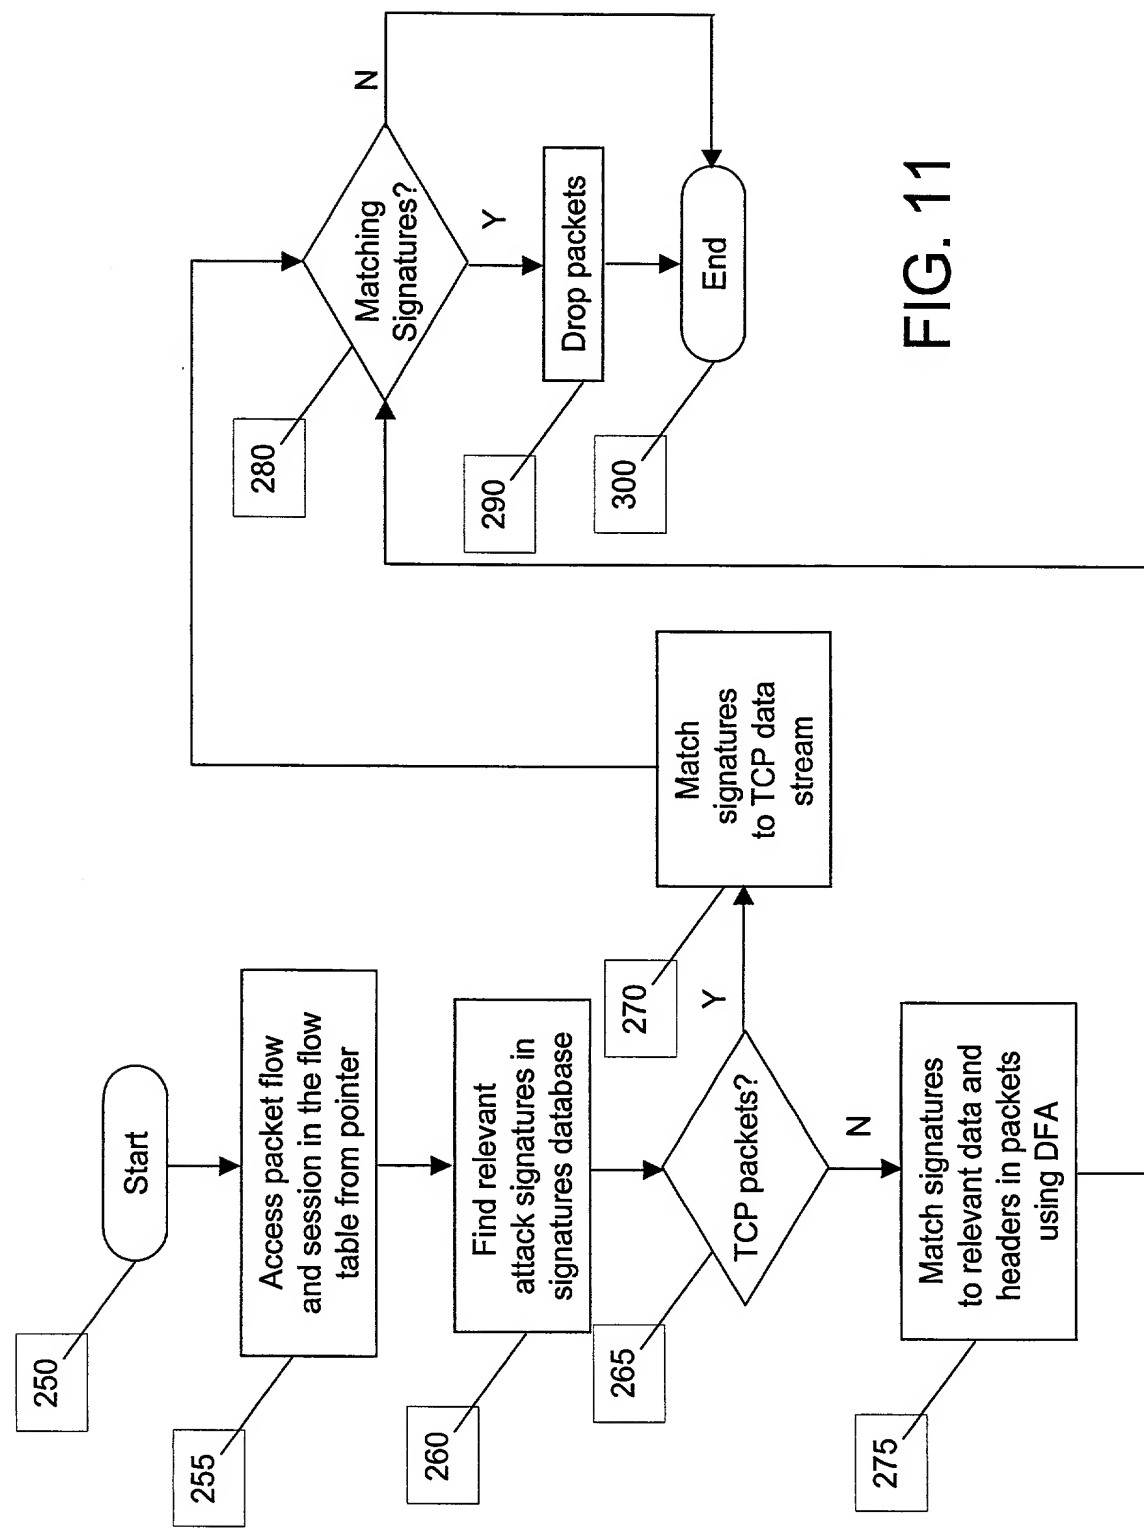 250
Start
255
Access packet flow
and session in the flow
table from pointer
260
Find relevant
attack signatures in
signatures database
265
TCP packets?
Y
N
270
Match
signatures
to TCP data
stream
275
Match signatures
to relevant data and
headers in packets
using DFA
280
Matching
Signatures?
N
Y
290
Drop packets
300
End
FIG. 11